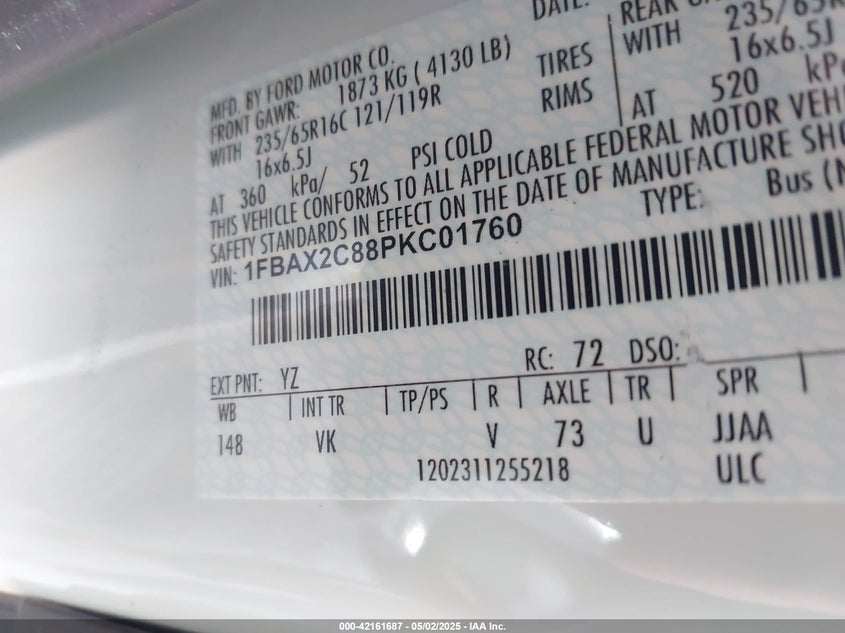 DATE:
MFD. BY FORD MOTOR CO.
FRONT GAWR: 1873 KG ( 4130 LB)
WITH 235/65R16C 121/119R TIRES
16x6.5J RIMS
AT 360 kPa/ 52 PSI COLD
REAR
WITH 235/65R
16x6.5J
AT 520 kPa
THIS VEHICLE CONFORMS TO ALL APPLICABLE FEDERAL MOTOR VEH
SAFETY STANDARDS IN EFFECT ON THE DATE OF MANUFACTURE SHO
VIN: 1FBAX2C88PKC01760 TYPE: Bus (
EXT PNT: YZ RC: 72 DSO:
WB | INT TR | TP/PS | R | AXLE | TR | SPR |
148 VK V 73 U JJAA
1202311255218 ULC
000-42161687 - 05/02/2025 - IAA Inc.